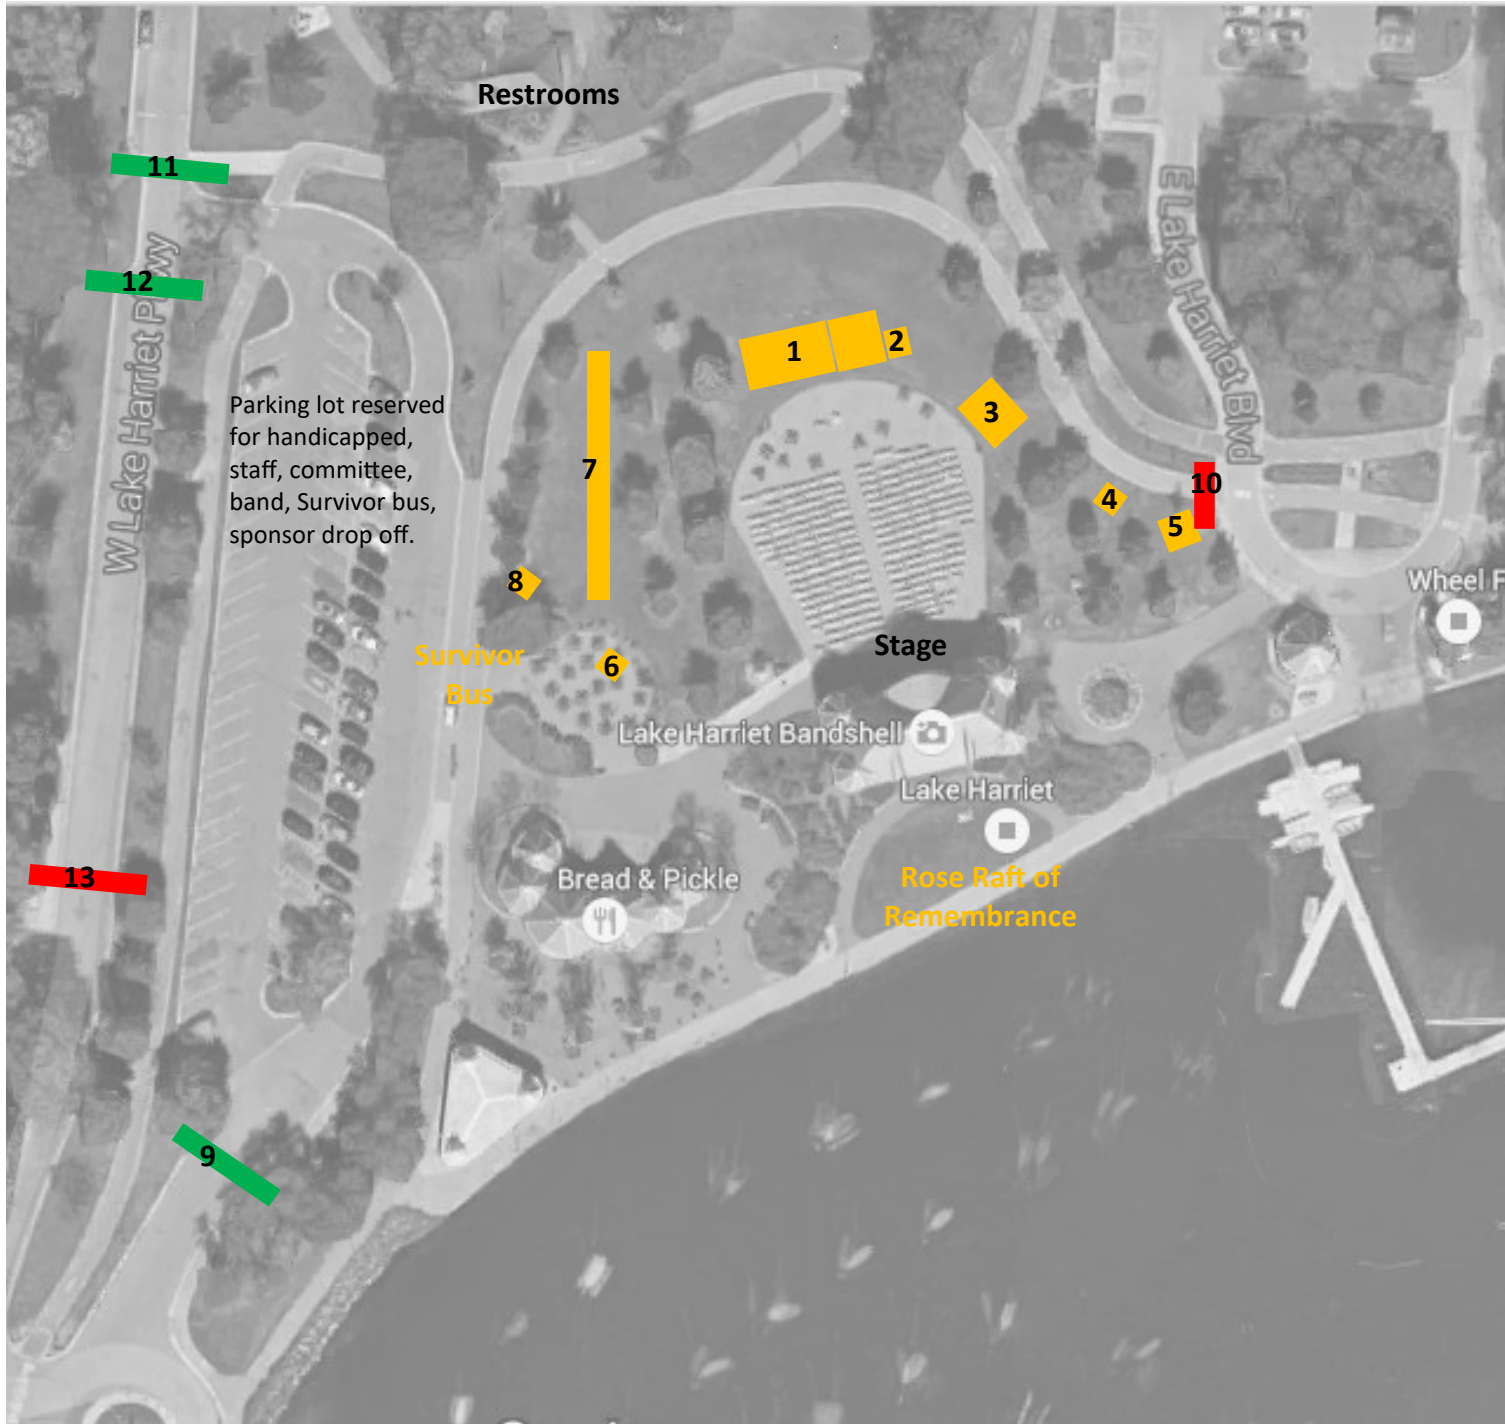 Restrooms
11
12
W Lake Harriet Pkwy
E Lake Harriet Blvd
1
2
3
Parking lot reserved
for handicapped,
staff, committee,
band, Survivor bus,
sponsor drop off.
7
4
10
5
8
Wheel F
Survivor
Bus
6
Stage
Lake Harriet Bandshell
Lake Harriet
13
Bread & Pickle
Rose Raft of
Remembrance
9